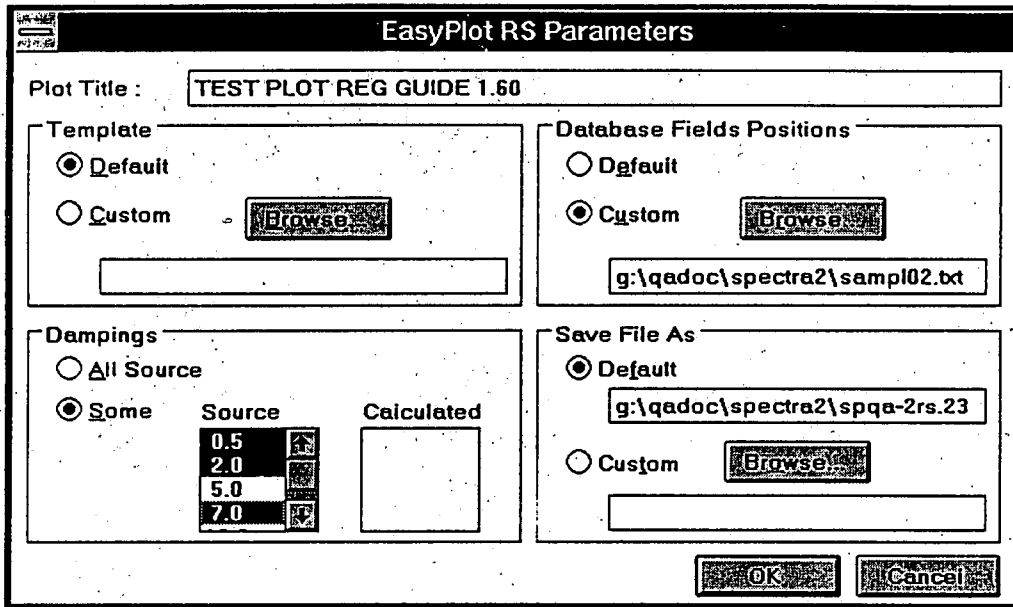 EasyPlot RS Parameters
Plot Title : TEST PLOT REG GUIDE 1.60
Template
Default
Custom Browse...
Database Fields Positions
Default
Custom Browse...
g:\qadoc\spectra2\sampl02.txt
Dampings
All Source
Some Source Calculated
0.5
2.0
5.0
7.0
Save File As
Default
g:\qadoc\spectra2\spqa-2rs.23
Custom Browse...
OK Cancel